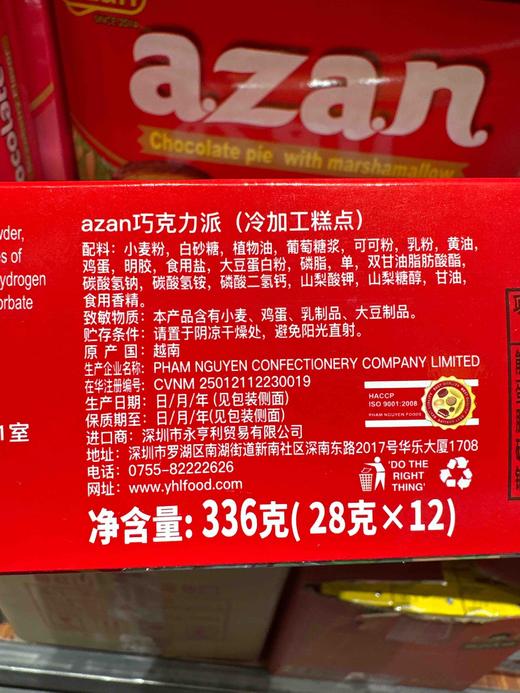 SINCE 2014
azan
Chocolate pie with marshmallow
azan巧克力派（冷加工糕点）
配料：小麦粉，白砂糖，植物油，葡萄糖浆，可可粉，乳粉，黄油，
鸡蛋，明胶，食用盐，大豆蛋白粉，磷脂，单，双甘油脂肪酸酯，
碳酸氢钠，碳酸氢铵，磷酸二氢钙，山梨酸钾，山梨糖醇，甘油，
食用香精。
致敏物质：本产品含有小麦、鸡蛋、乳制品、大豆制品。
贮存条件：请置于阴凉干燥处，避免阳光直射。
原产国：越南
生产企业名称：PHAM NGUYEN CONFECTIONERY COMPANY LIMITED
在华注册编号：CVNM 25012112230019
生产日期：日/月/年(见包装侧面)
保质期至：日/月/年(见包装侧面)
进口商：深圳市永亨利贸易有限公司
地址：深圳市罗湖区南湖街道新南社区深南东路2017号华乐大厦1708
电话：0755-82222626
网址：www.yhlfood.com
净含量: 336克( 28克×12)
HACCP
ISO 9001:2008
PHAM NGUYEN FOODS
'DO THE
RIGHT
THING'
es of
ydrogen
orbate
1室